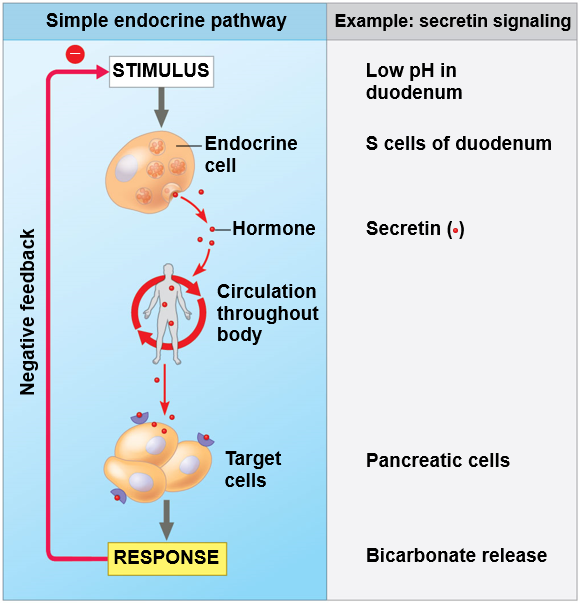 Simple endocrine pathway
Example: secretin signaling
–
STIMULUS
Low pH in
duodenum
Endocrine
cell
S cells of duodenum
Hormone
Secretin (•)
Negative feedback
Circulation
throughout
body
Target
cells
Pancreatic cells
RESPONSE
Bicarbonate release